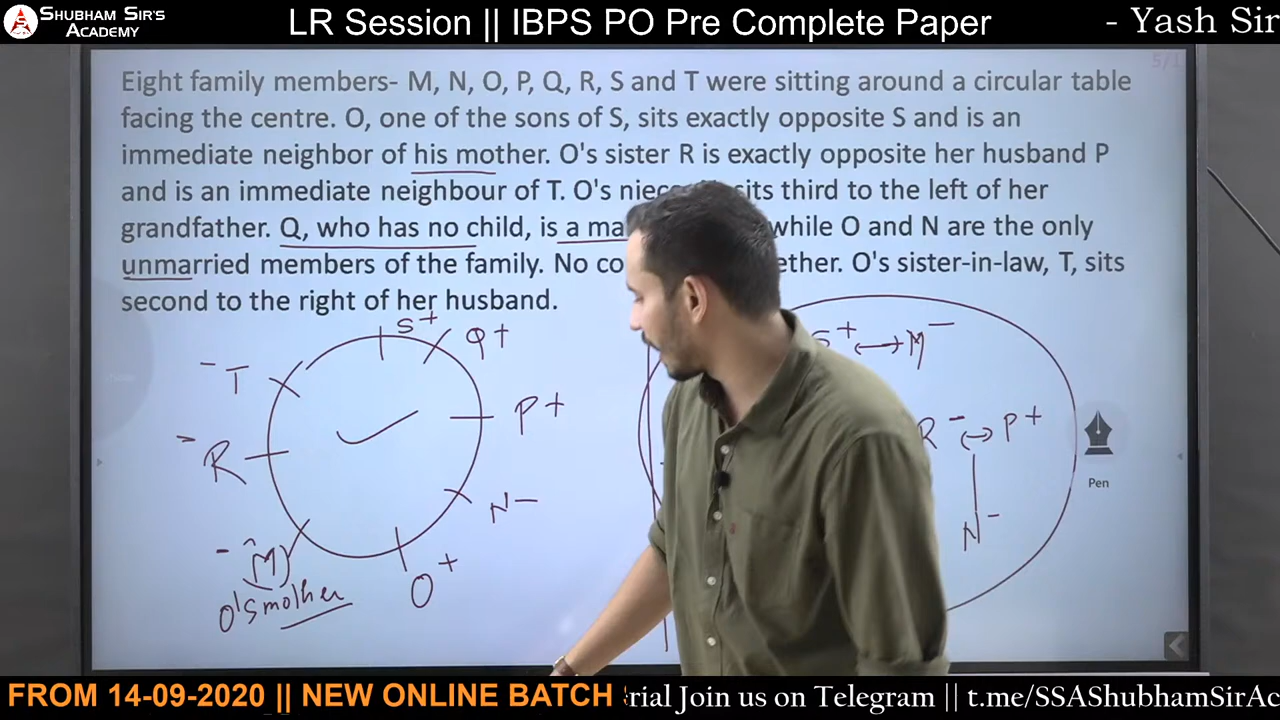 SHUBHAM SIR'S
ACADEMY
LR Session || IBPS PO Pre Complete Paper
- Yash Sir
5/1
Eight family members- M, N, O, P, Q, R, S and T were sitting around a circular table
facing the centre. O, one of the sons of S, sits exactly opposite S and is an
immediate neighbor of his mother. O's sister R is exactly opposite her husband P
and is an immediate neighbour of T. O's sits third to the left of her
grandfather. Q, who has no child, is a while O and N are the only
unmarried members of the family. No O's sister-in-law, T, sits
second to the right of her husband.
S+
Q+
- T
P+
- R
N-
- M
O's mother
O+
S+ ↔ M-
R- ↔ P+
N-
Pen
FROM 14-09-2020 || NEW ONLINE BATCH
Join us on Telegram || t.me/SSAShubhamSirAc